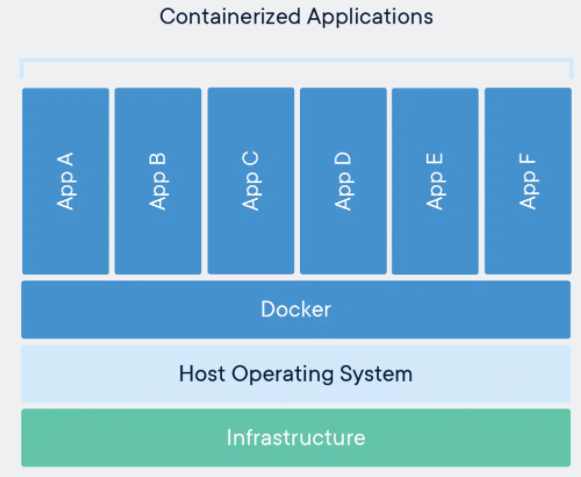 Containerized Applications
App A
App B
App C
App D
App E
App F
Docker
Host Operating System
Infrastructure